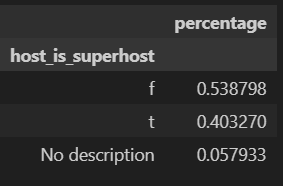 percentage
host_is_superhost
f 0.538798
t 0.403270
No description 0.057933